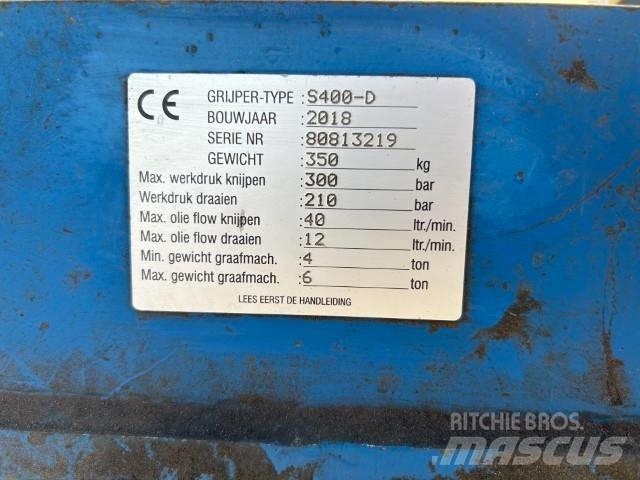 CE GRIJPER-TYPE :S400-D
BOUWJAAR :2018
SERIE NR :80813219
GEWICHT :350 kg
Max. werkdruk knijpen :300 bar
Werkdruk draaien :210 bar
Max. olie flow knijpen :40 ltr./min.
Max. olie flow draaien :12 ltr./min.
Min. gewicht graafmach. :4 ton
Max. gewicht graafmach. :6 ton
LEES EERST DE HANDLEIDING
RITCHIE BROS.
mascus